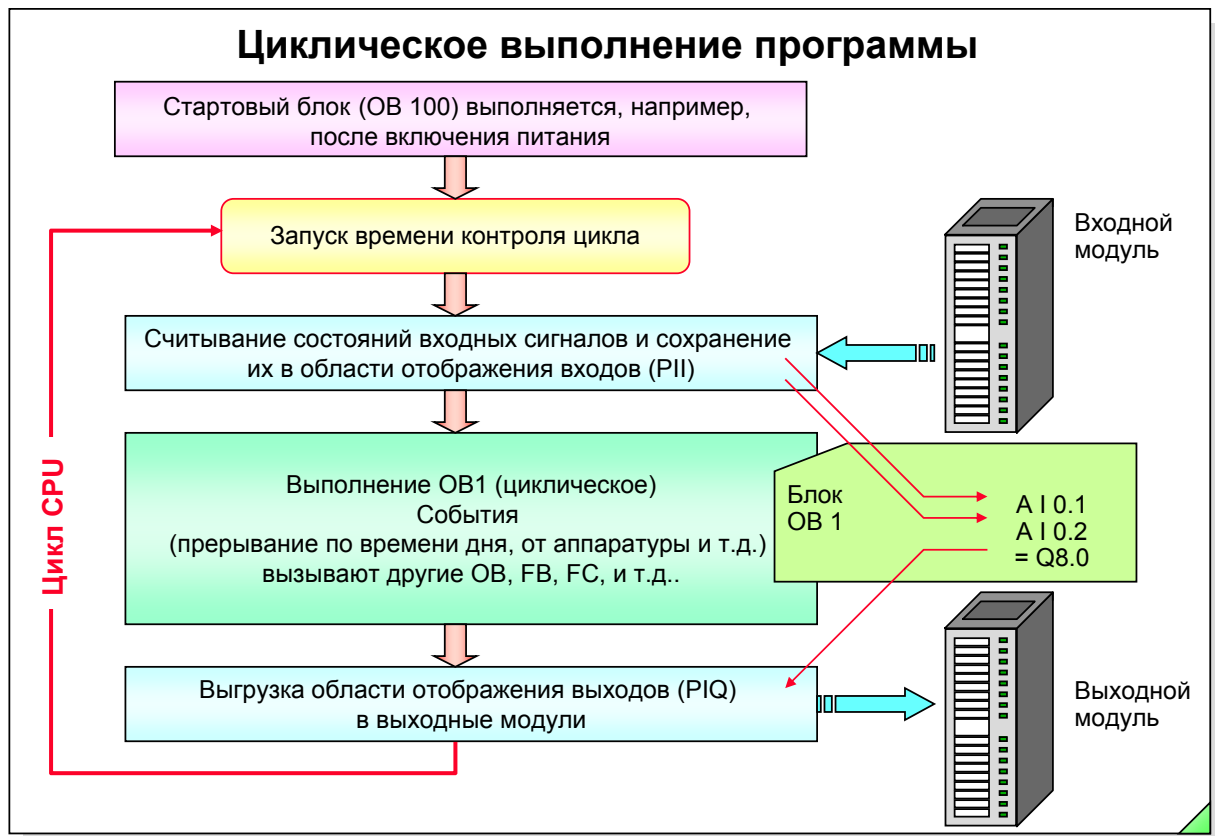 Циклическое выполнение программы
Стартовый блок (OB 100) выполняется, например,
после включения питания
Запуск времени контроля цикла
Входной
модуль
Считывание состояний входных сигналов и сохранение
их в области отображения входов (PII)
Цикл CPU
Выполнение OB1 (циклическое)
События
(прерывание по времени дня, от аппаратуры и т.д.)
вызывают другие OB, FB, FC, и т.д..
Блок
OB 1
A I 0.1
A I 0.2
= Q8.0
Выгрузка области отображения выходов (PIQ)
в выходные модули
Выходной
модуль